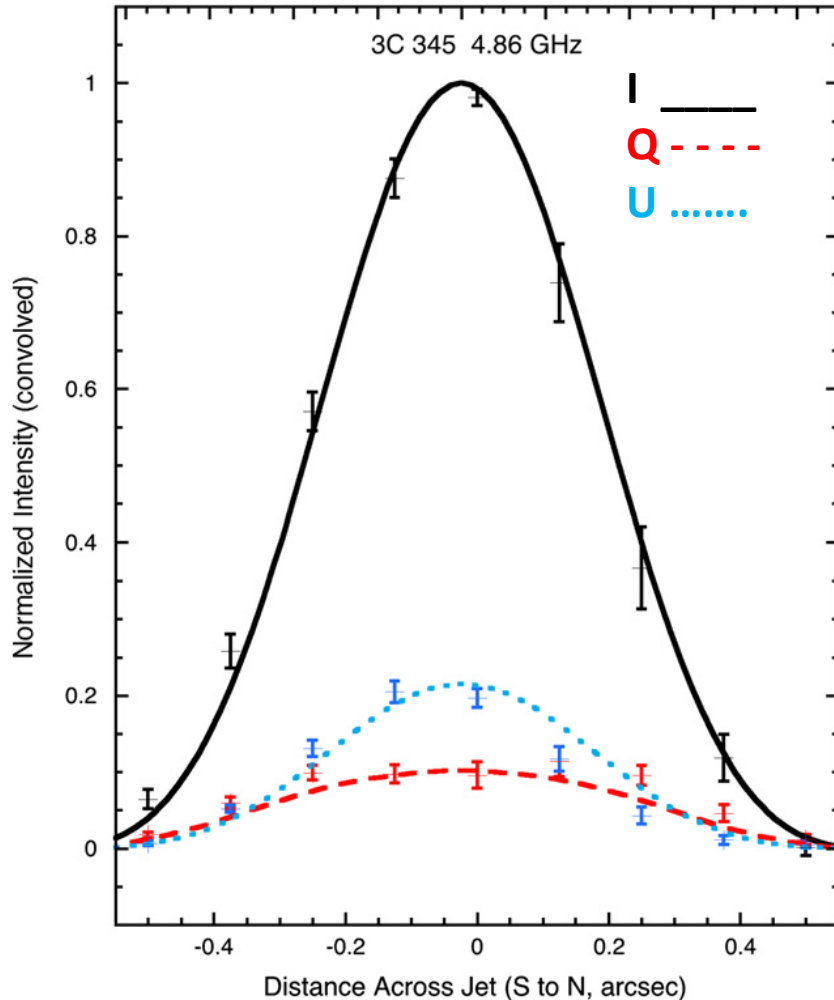 3C 345 4.86 GHz
I ____
Q - - - -
U .......
Normalized Intensity (convolved)
1
0.8
0.6
0.4
0.2
0
-0.4 -0.2 0 0.2 0.4
Distance Across Jet (S to N, arcsec)